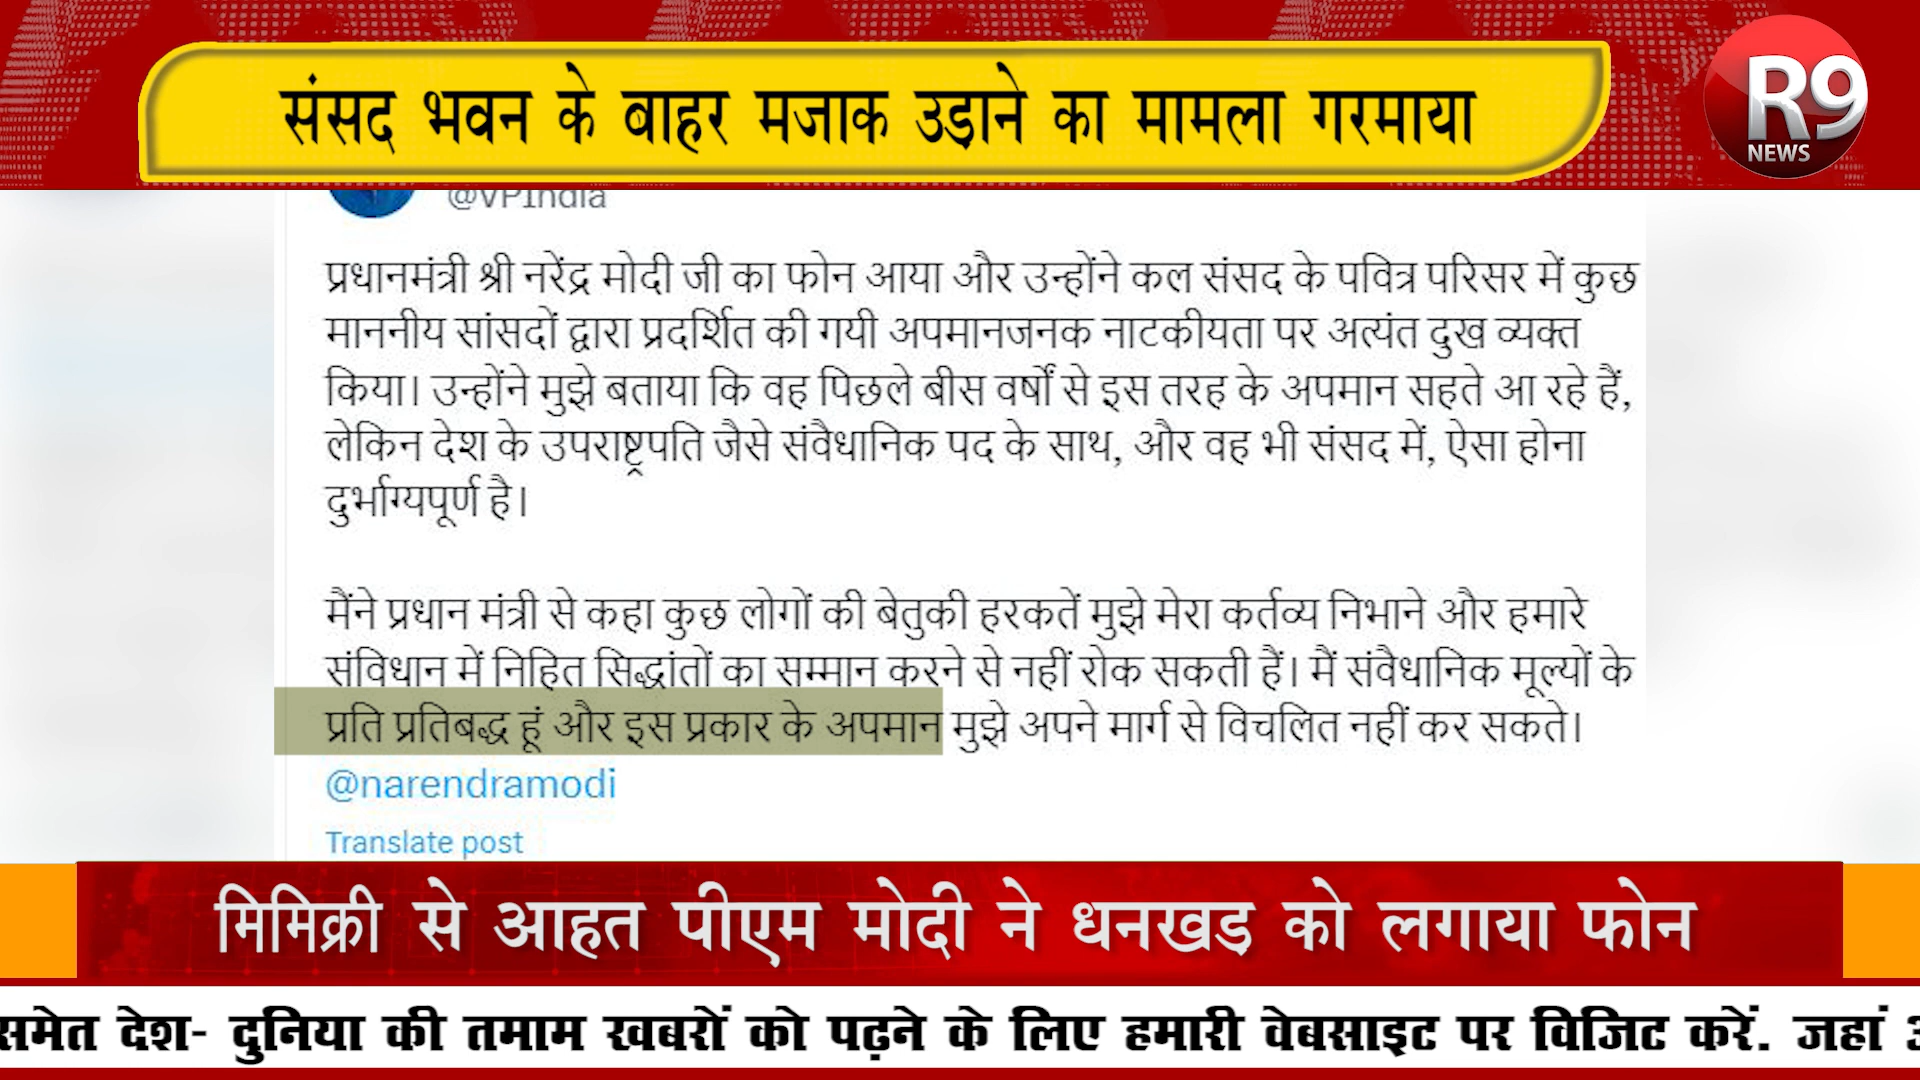 संसद भवन के बाहर मजाक उड़ाने का मामला गरमाया
R9
NEWS
@VPIndia
प्रधानमंत्री श्री नरेंद्र मोदी जी का फोन आया और उन्होंने कल संसद के पवित्र परिसर में कुछ
माननीय सांसदों द्वारा प्रदर्शित की गयी अपमानजनक नाटकीयता पर अत्यंत दुख व्यक्त
किया। उन्होंने मुझे बताया कि वह पिछले बीस वर्षों से इस तरह के अपमान सहते आ रहे हैं,
लेकिन देश के उपराष्ट्रपति जैसे संवैधानिक पद के साथ, और वह भी संसद में, ऐसा होना
दुर्भाग्यपूर्ण है।
मैंने प्रधान मंत्री से कहा कुछ लोगों की बेतुकी हरकतें मुझे मेरा कर्तव्य निभाने और हमारे
संविधान में निहित सिद्धांतों का सम्मान करने से नहीं रोक सकती हैं। मैं संवैधानिक मूल्यों के
प्रति प्रतिबद्ध हूं और इस प्रकार के अपमान मुझे अपने मार्ग से विचलित नहीं कर सकते।
@narendramodi
Translate post
मिमिक्री से आहत पीएम मोदी ने धनखड़ को लगाया फोन
समेत देश- दुनिया की तमाम खबरों को पढ़ने के लिए हमारी वेबसाइट पर विजिट करें. जहां